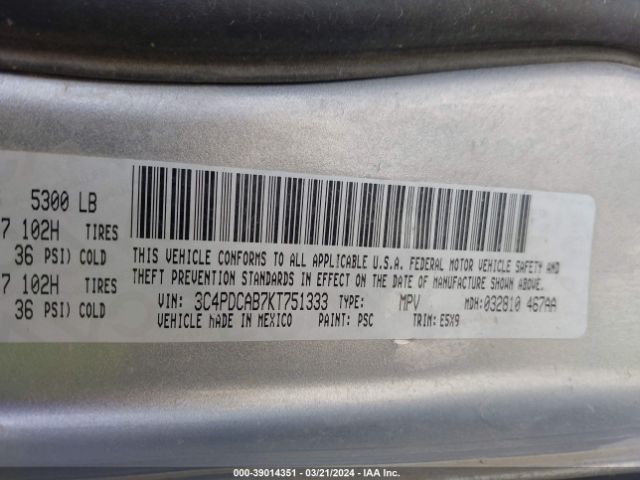 5300 LB
7 102H TIRES
36 PSI) COLD
7 102H TIRES
36 PSI) COLD
THIS VEHICLE CONFORMS TO ALL APPLICABLE U.S.A. FEDERAL MOTOR VEHICLE SAFETY AND
THEFT PREVENTION STANDARDS IN EFFECT ON THE DATE OF MANUFACTURE SHOWN ABOVE.
VIN: 3C4PDCAB7KT751333 TYPE: MPV MDH:032810 467AA
VEHICLE MADE IN MEXICO PAINT: PSC TRIM: E5X9
000-39014351 | 03/21/2024 | IAA Inc.